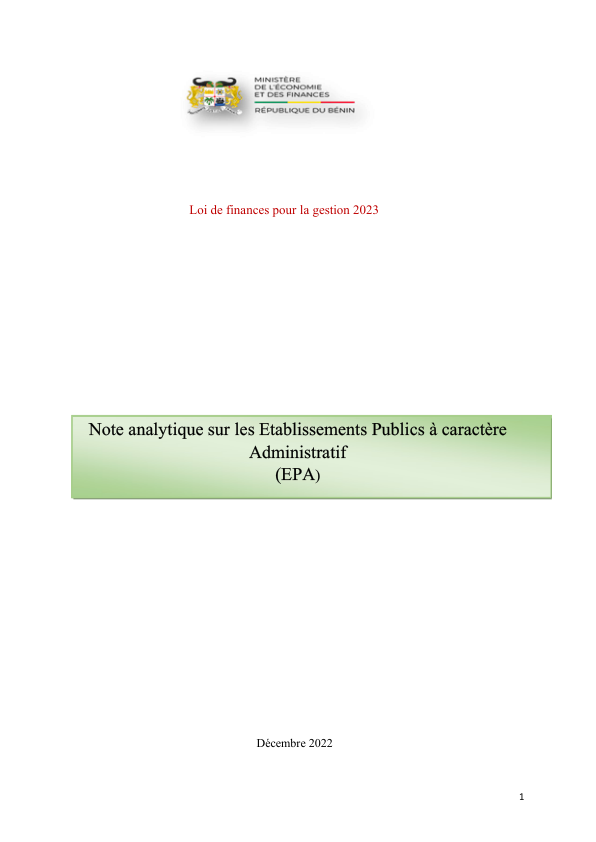 MINISTÈRE
DE L'ÉCONOMIE
ET DES FINANCES
RÉPUBLIQUE DU BÉNIN
Loi de finances pour la gestion 2023
Note analytique sur les Etablissements Publics à caractère
Administratif
(EPA)
Décembre 2022
1